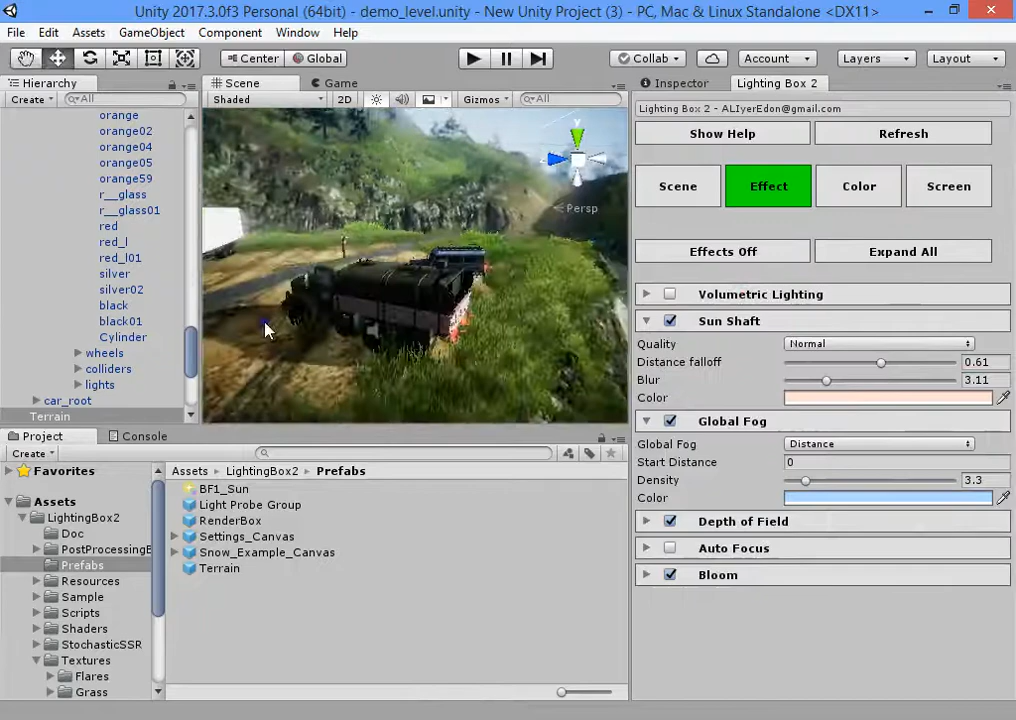 Unity 2017.3.0f3 Personal (64bit) - demo_level.unity - New Unity Project (3) - PC, Mac & Linux Standalone <DX11>
File Edit Assets GameObject Component Window Help
Center Global Collab Account Layers Layout
Hierarchy
Create All
orange
orange02
orange04
orange05
orange59
r__glass
r__glass01
red
red_l
red_l01
silver
silver02
black
black01
Cylinder
wheels
colliders
lights
car_root
Terrain
Scene Game
Shaded 2D Gizmos All
y
Persp
Project Console
Create
Favorites
Assets
LightingBox2
Doc
PostProcessingB
Prefabs
Resources
Sample
Scripts
Shaders
StochasticSSR
Textures
Flares
Grass
Assets LightingBox2 Prefabs
BF1_Sun
Light Probe Group
RenderBox
Settings_Canvas
Snow_Example_Canvas
Terrain
Inspector Lighting Box 2
Lighting Box 2 - ALIyerEdon@gmail.com
Show Help Refresh
Scene Effect Color Screen
Effects Off Expand All
Volumetric Lighting
Sun Shaft
Quality Normal
Distance falloff 0.61
Blur 3.11
Color
Global Fog
Global Fog Distance
Start Distance 0
Density 3.3
Color
Depth of Field
Auto Focus
Bloom